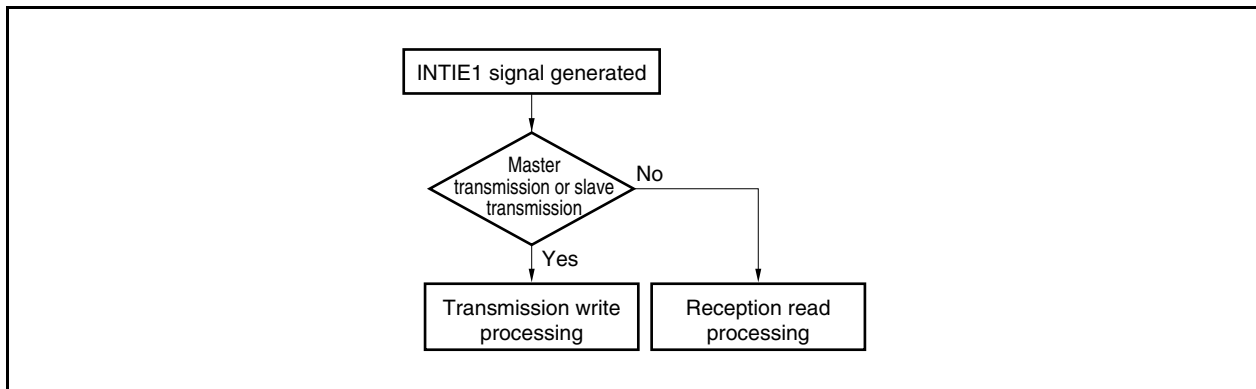 INTIE1 signal generated
Master
transmission or slave
transmission
No
Yes
Transmission write
processing
Reception read
processing